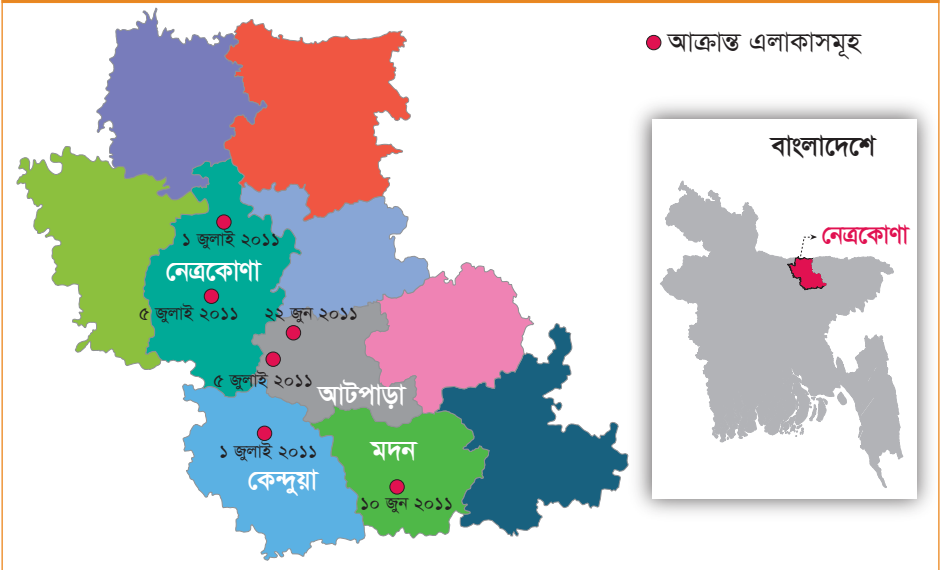 আক্রান্ত এলাকাসমূহ
বাংলাদেশে
নেত্রকোণা
১ জুলাই ২০১১
নেত্রকোণা
৫ জুলাই ২০১১
২২ জুন ২০১১
৫ জুলাই ২০১১
আটপাড়া
১ জুলাই ২০১১
কেন্দুয়া
মদন
১০ জুন ২০১১